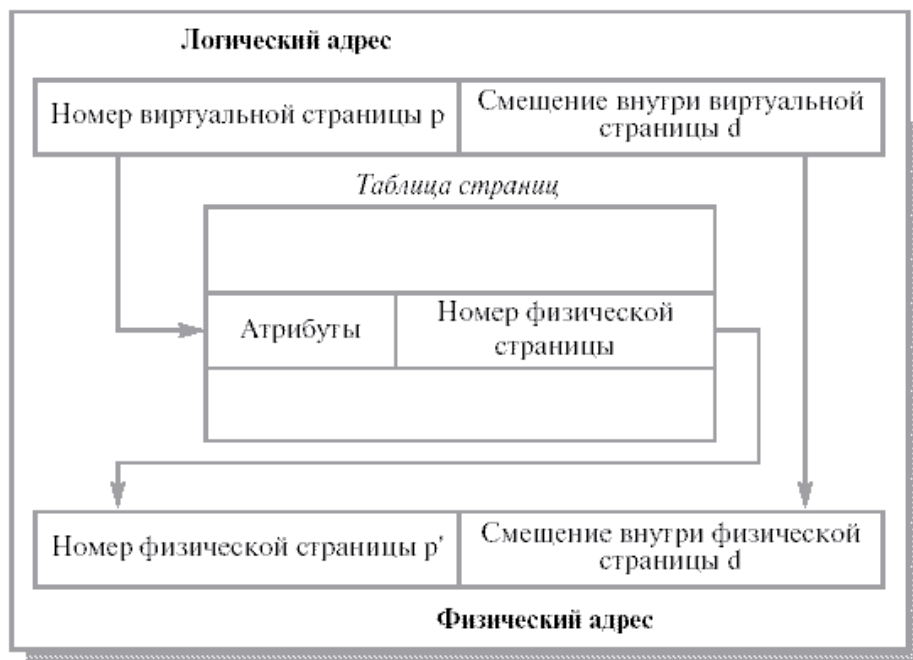 Логический адрес
Номер виртуальной страницы p
Смещение внутри виртуальной
страницы d
Таблица страниц
Атрибуты
Номер физической
страницы
Номер физической страницы p'
Смещение внутри физической
страницы d
Физический адрес